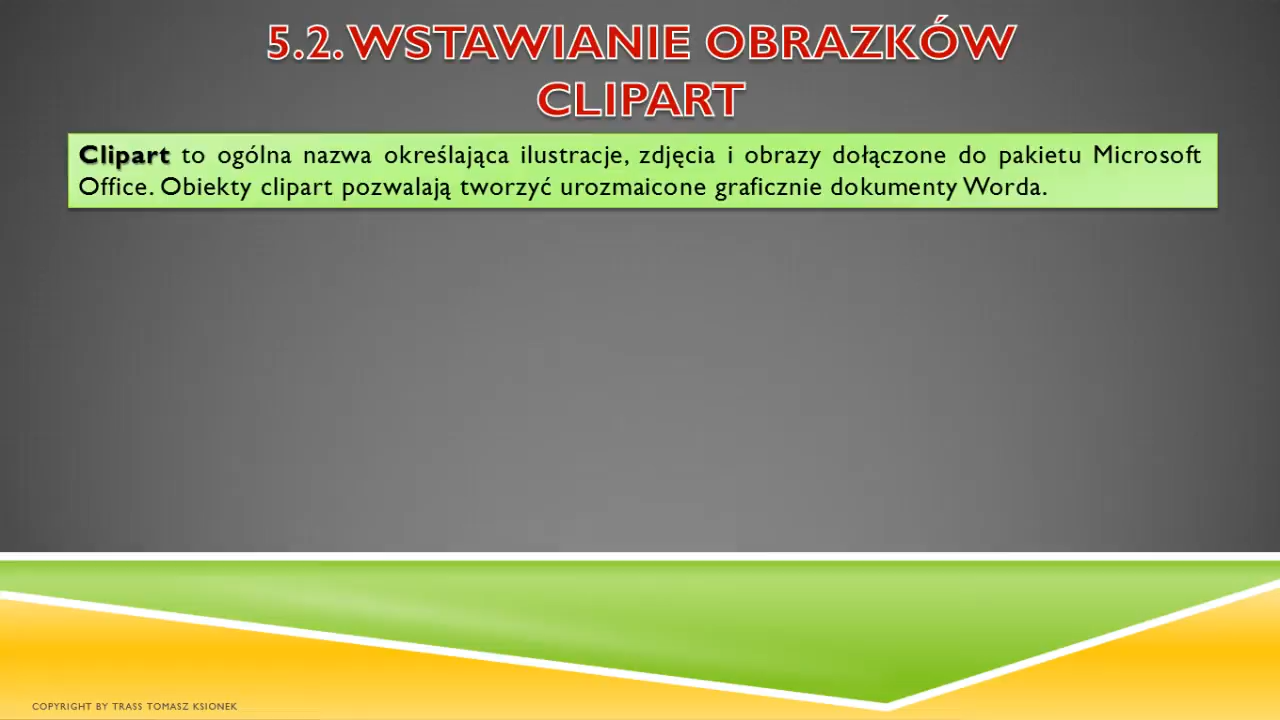 5.2. WSTAWIANIE OBRAZKÓW
CLIPART
Clipart to ogólna nazwa określająca ilustracje, zdjęcia i obrazy dołączone do pakietu Microsoft
Office. Obiekty clipart pozwalają tworzyć urozmaicone graficznie dokumenty Worda.
COPYRIGHT BY TRASS TOMASZ KSIONEK